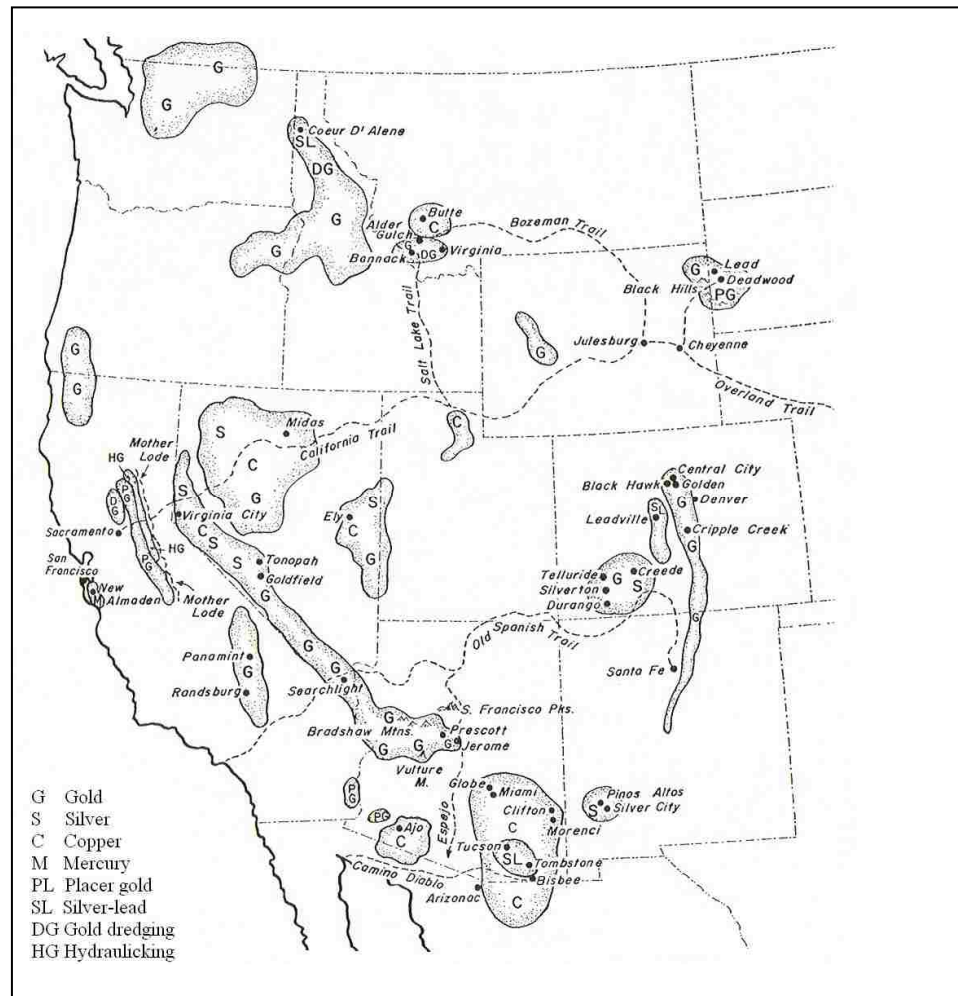 G
G
Coeur D' Alene
SL
DG
G
G
Butte
C
Alder
Gulch
G
Bannack
DG
Virginia
Bozeman Trail
G
Lead
Deadwood
Black Hills
PG
G
G
G
Salt Lake Trail
Julesburg
Cheyenne
Overland Trail
S
Midas
C
California Trail
C
G
HG
Mother
Lode
PG
DG
Sacramento
HG
PG
Mother
Lode
San
Francisco
New
M Almaden
S
Virginia City
C
S
S
Tonopah
Goldfield
G
S
Ely
C
G
Central City
Black Hawk
Golden
G
Denver
SL
Leadville
Cripple Creek
G
Telluride
G
Creede
Silverton
S
Durango
G
Old Spanish Trail
Santa Fe
Panamint
G
Randsburg
G
G
Searchlight
G
S. Francisco Pks.
Bradshaw Mtns.
Prescott
G
G
G
Jerome
Vulture
M.
PG
PG
Ajo
C
Espejo
Globe
Miami
Clifton
C
Morenci
Tucson
SL
Tombstone
Bisbee
Arizonac
C
Camino Diablo
Pinos Altos
S
Silver City
G Gold
S Silver
C Copper
M Mercury
PL Placer gold
SL Silver-lead
DG Gold dredging
HG Hydraulicking